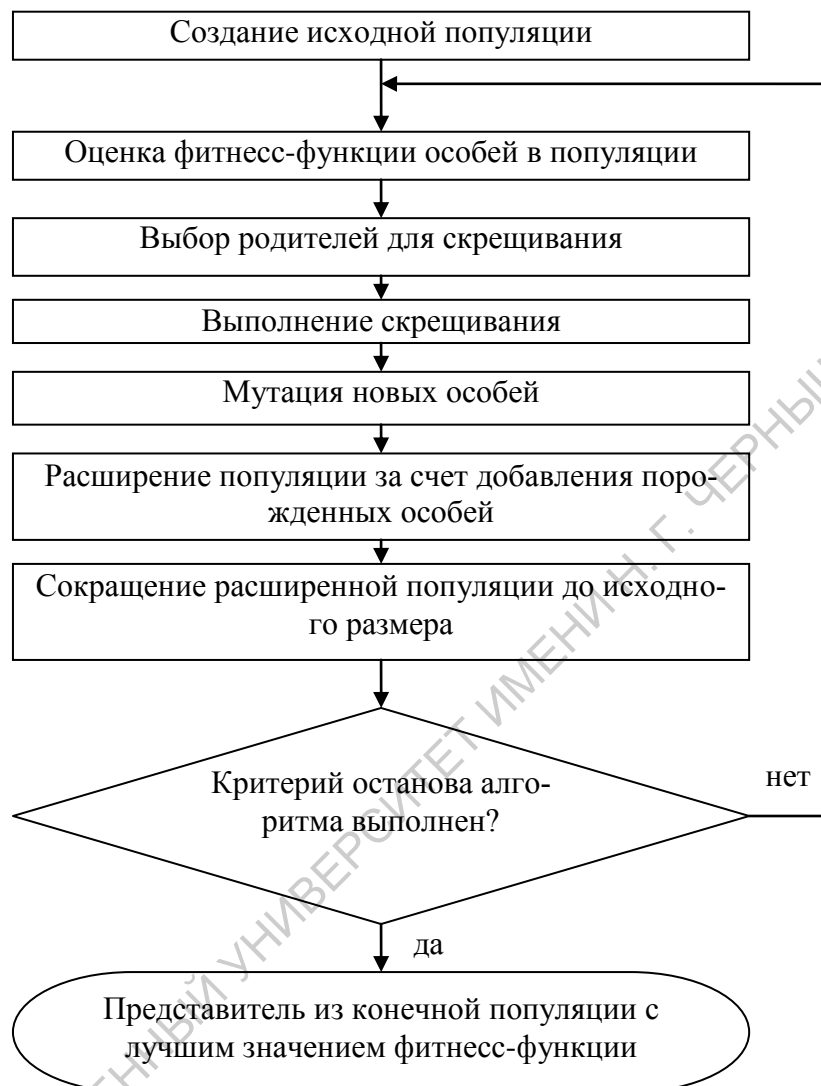 Создание исходной популяции
Оценка фитнесс-функции особей в популяции
Выбор родителей для скрещивания
Выполнение скрещивания
Мутация новых особей
Расширение популяции за счет добавления поро-
жденных особей
Сокращение расширенной популяции до исходно-
го размера
Критерий останова алго-
ритма выполнен?
нет
да
Представитель из конечной популяции с
лучшим значением фитнесс-функции
УНИВЕРСИТЕТ ИМЕНИ Н. Г.